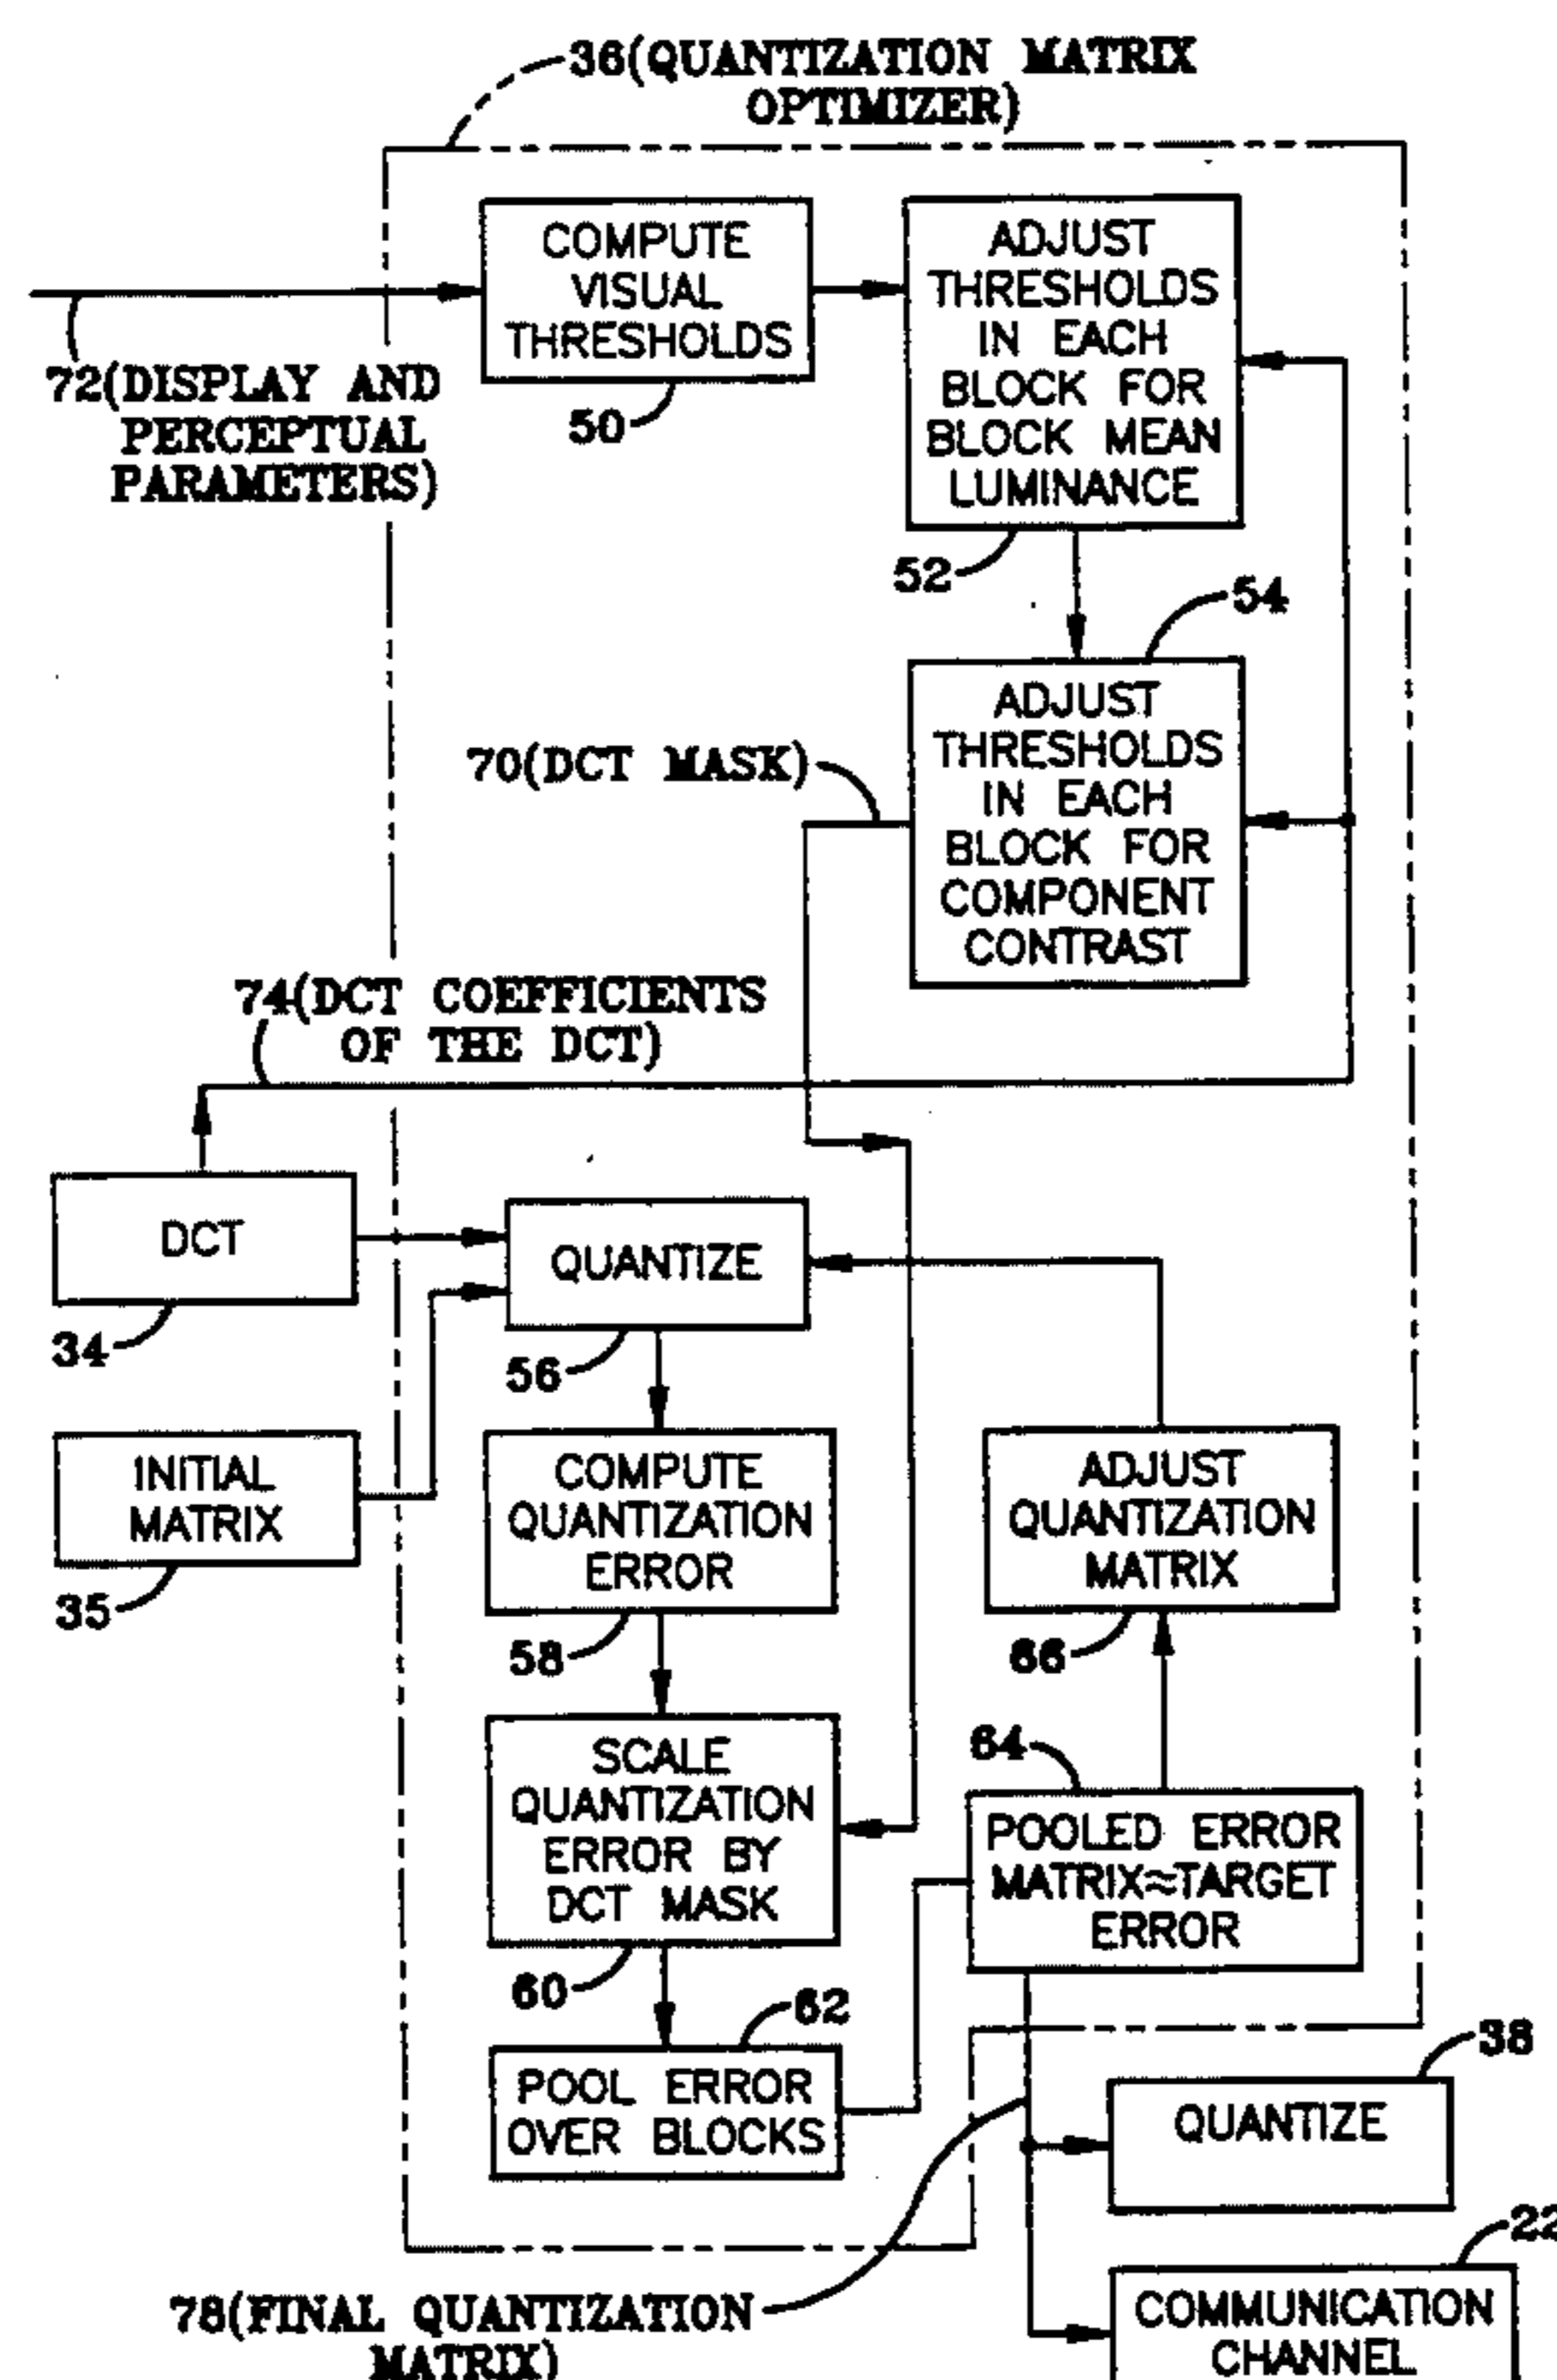 36(QUANTIZATION MATRIX
OPTIMIZER)
COMPUTE
VISUAL
THRESHOLDS
50
ADJUST
THRESHOLDS
IN EACH
BLOCK FOR
BLOCK MEAN
LUMINANCE
52
72(DISPLAY AND
PERCEPTUAL
PARAMETERS)
54
ADJUST
THRESHOLDS
IN EACH
BLOCK FOR
COMPONENT
CONTRAST
70(DCT MASK)
74(DCT COEFFICIENTS
OF THE DCT)
DCT
34
QUANTIZE
56
INITIAL
MATRIX
35
COMPUTE
QUANTIZATION
ERROR
58
ADJUST
QUANTIZATION
MATRIX
66
SCALE
QUANTIZATION
ERROR BY
DCT MASK
60
64
POOLED ERROR
MATRIX≈TARGET
ERROR
62
POOL ERROR
OVER BLOCKS
38
QUANTIZE
22
COMMUNICATION
CHANNEL
78(FINAL QUANTIZATION
MATRIX)